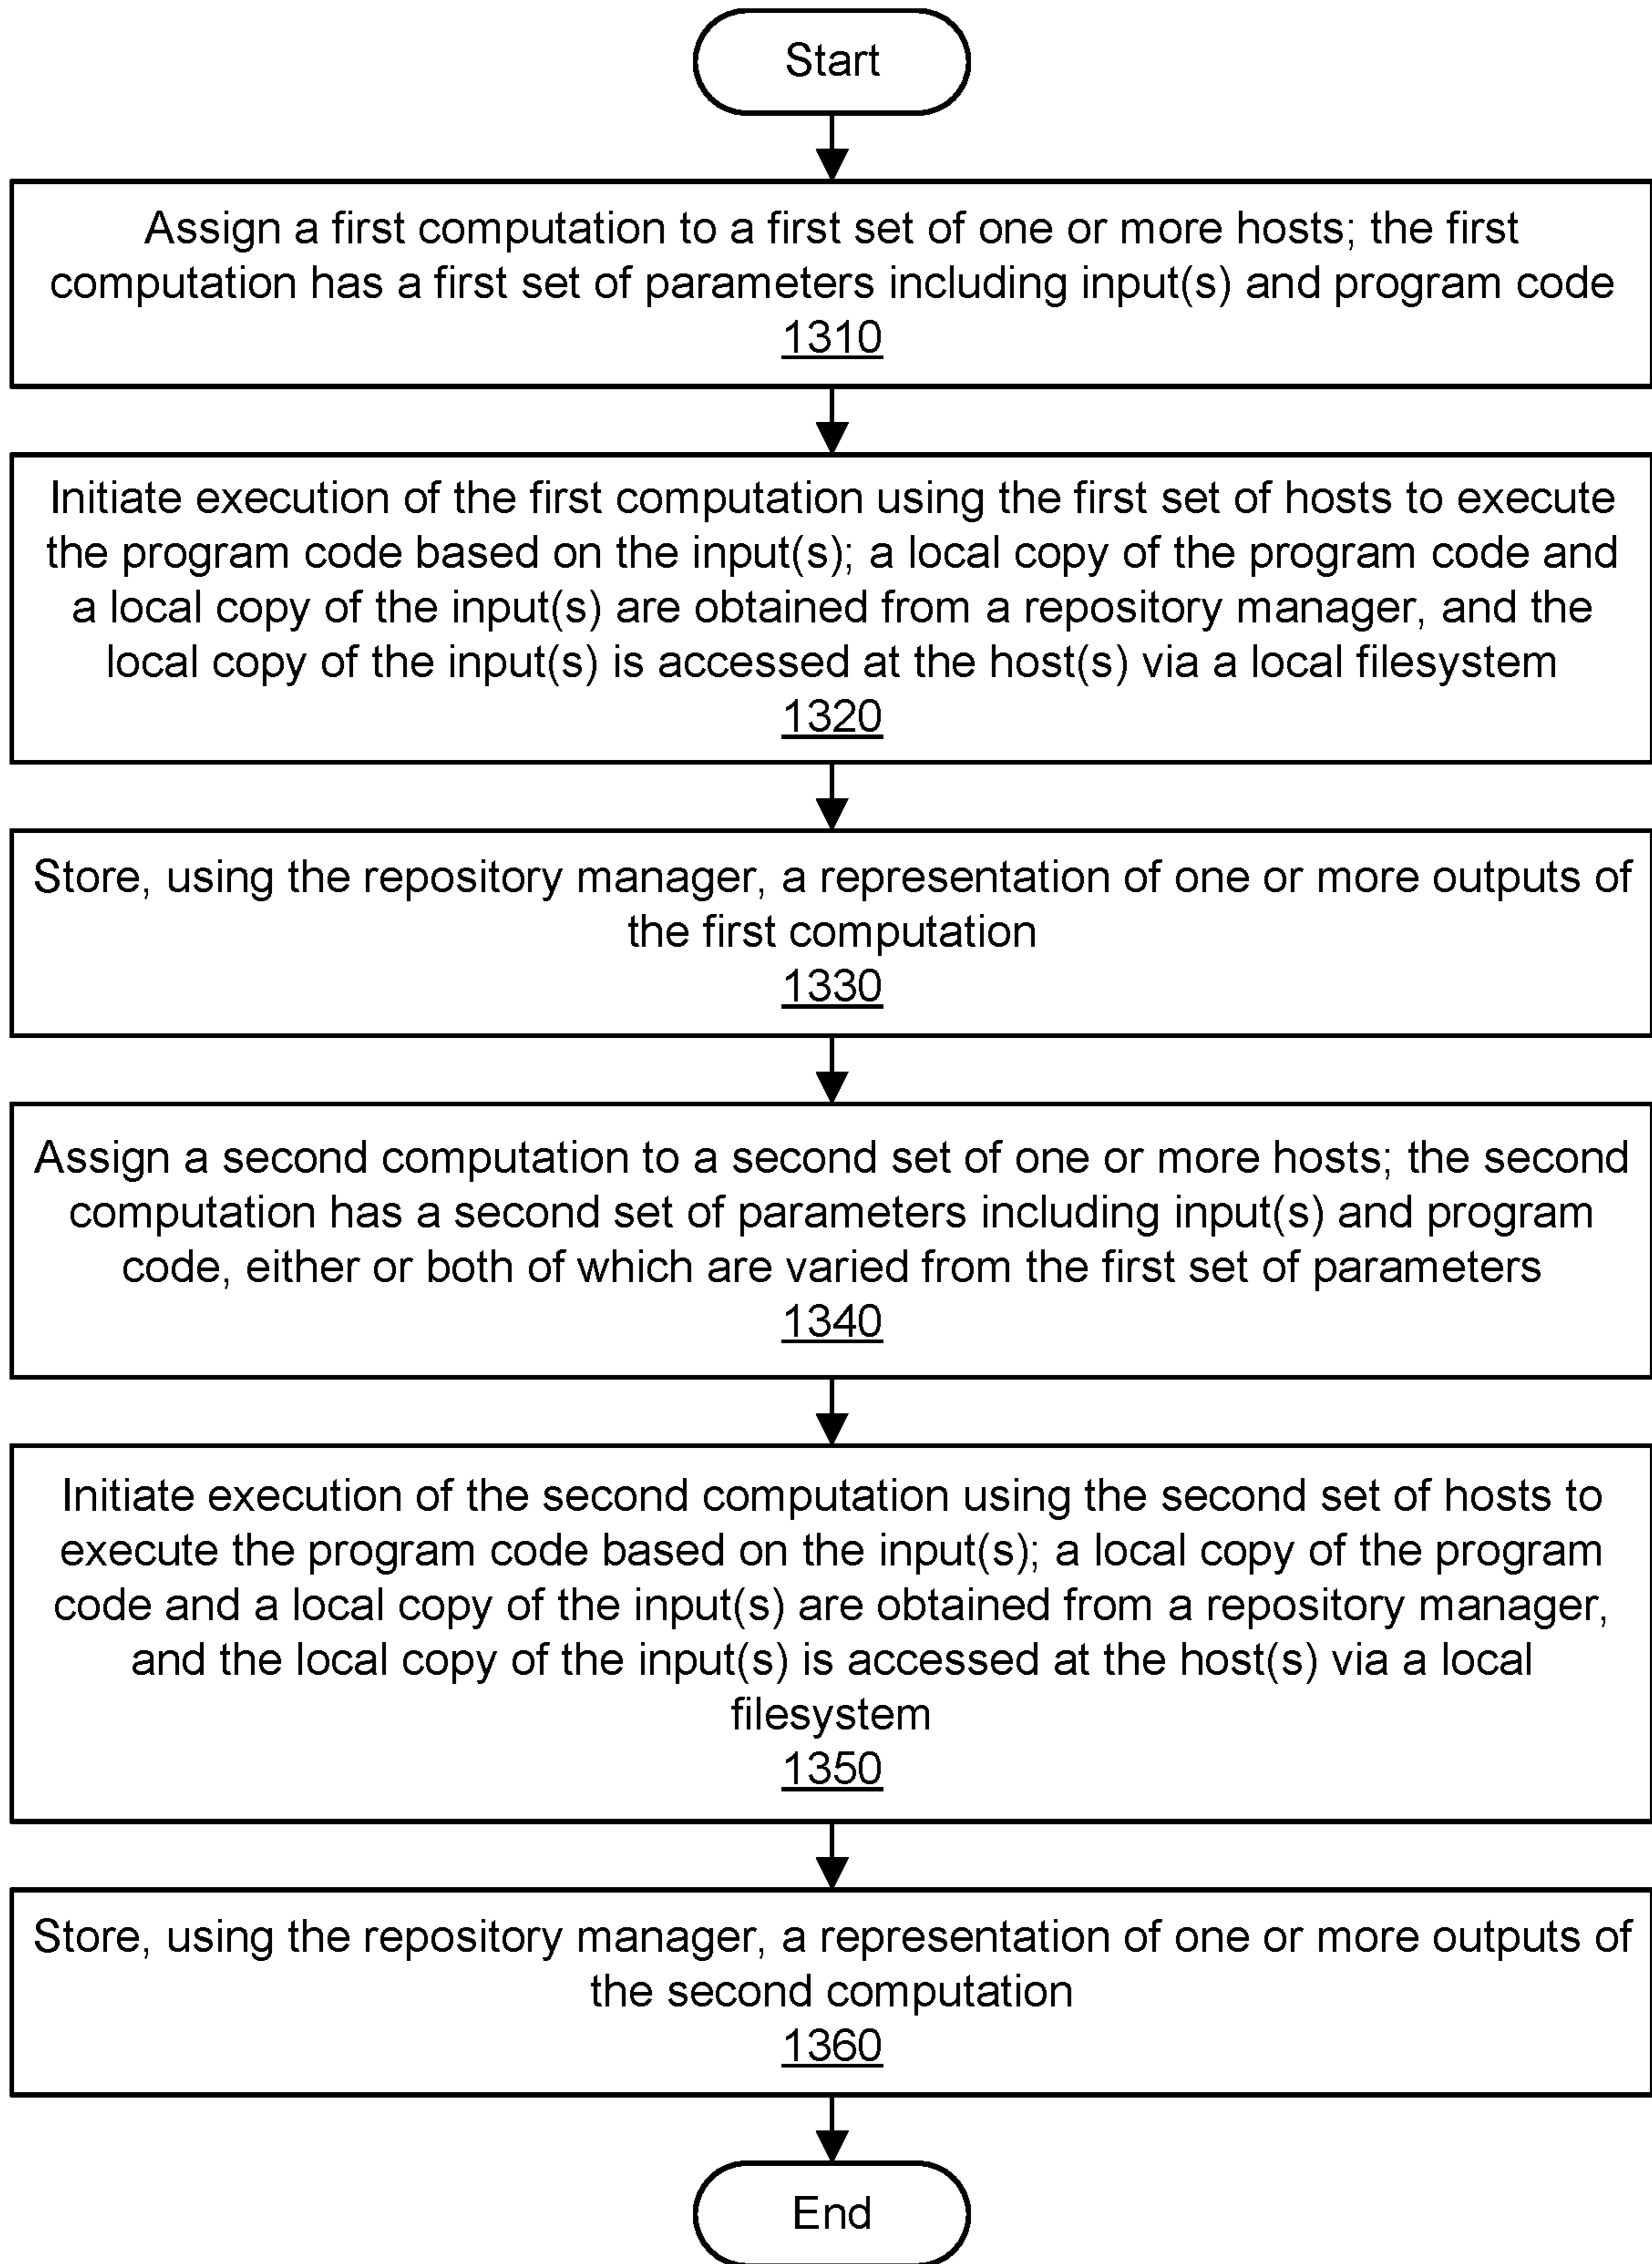 Start
Assign a first computation to a first set of one or more hosts; the first
computation has a first set of parameters including input(s) and program code
1310
Initiate execution of the first computation using the first set of hosts to execute
the program code based on the input(s); a local copy of the program code and
a local copy of the input(s) are obtained from a repository manager, and the
local copy of the input(s) is accessed at the host(s) via a local filesystem
1320
Store, using the repository manager, a representation of one or more outputs of
the first computation
1330
Assign a second computation to a second set of one or more hosts; the second
computation has a second set of parameters including input(s) and program
code, either or both of which are varied from the first set of parameters
1340
Initiate execution of the second computation using the second set of hosts to
execute the program code based on the input(s); a local copy of the program
code and a local copy of the input(s) are obtained from a repository manager,
and the local copy of the input(s) is accessed at the host(s) via a local
filesystem
1350
Store, using the repository manager, a representation of one or more outputs of
the second computation
1360
End